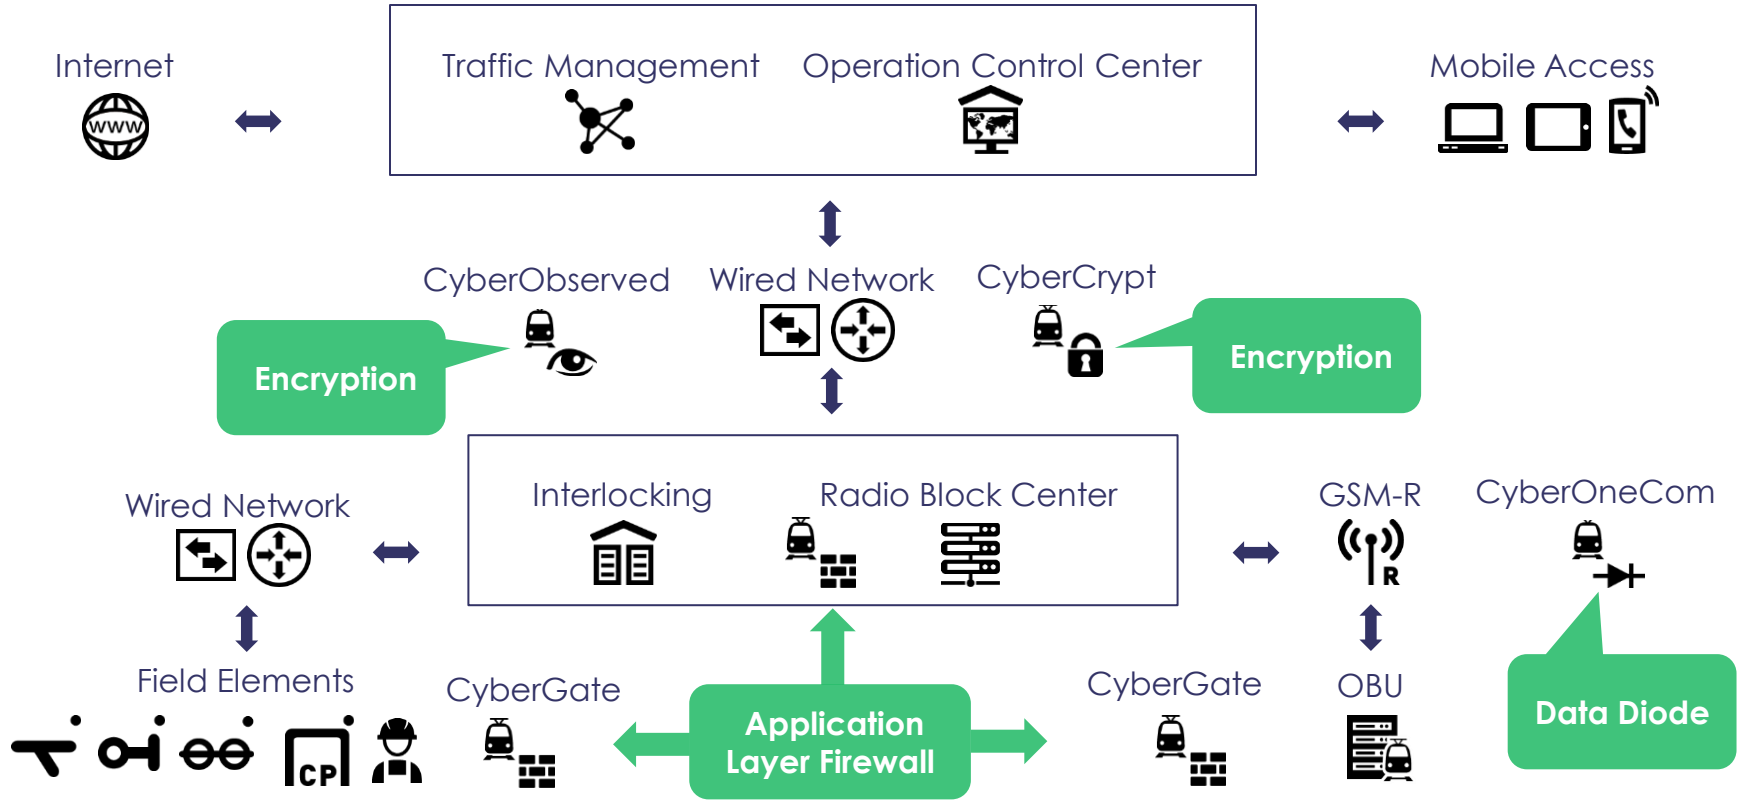 Internet
Traffic Management
Operation Control Center
Mobile Access
www
CyberObserved
Wired Network
CyberCrypt
Encryption
Encryption
Wired Network
Interlocking
Radio Block Center
GSM-R
CyberOneCom
R
Field Elements
CyberGate
Application
Layer Firewall
CyberGate
OBU
Data Diode
CP